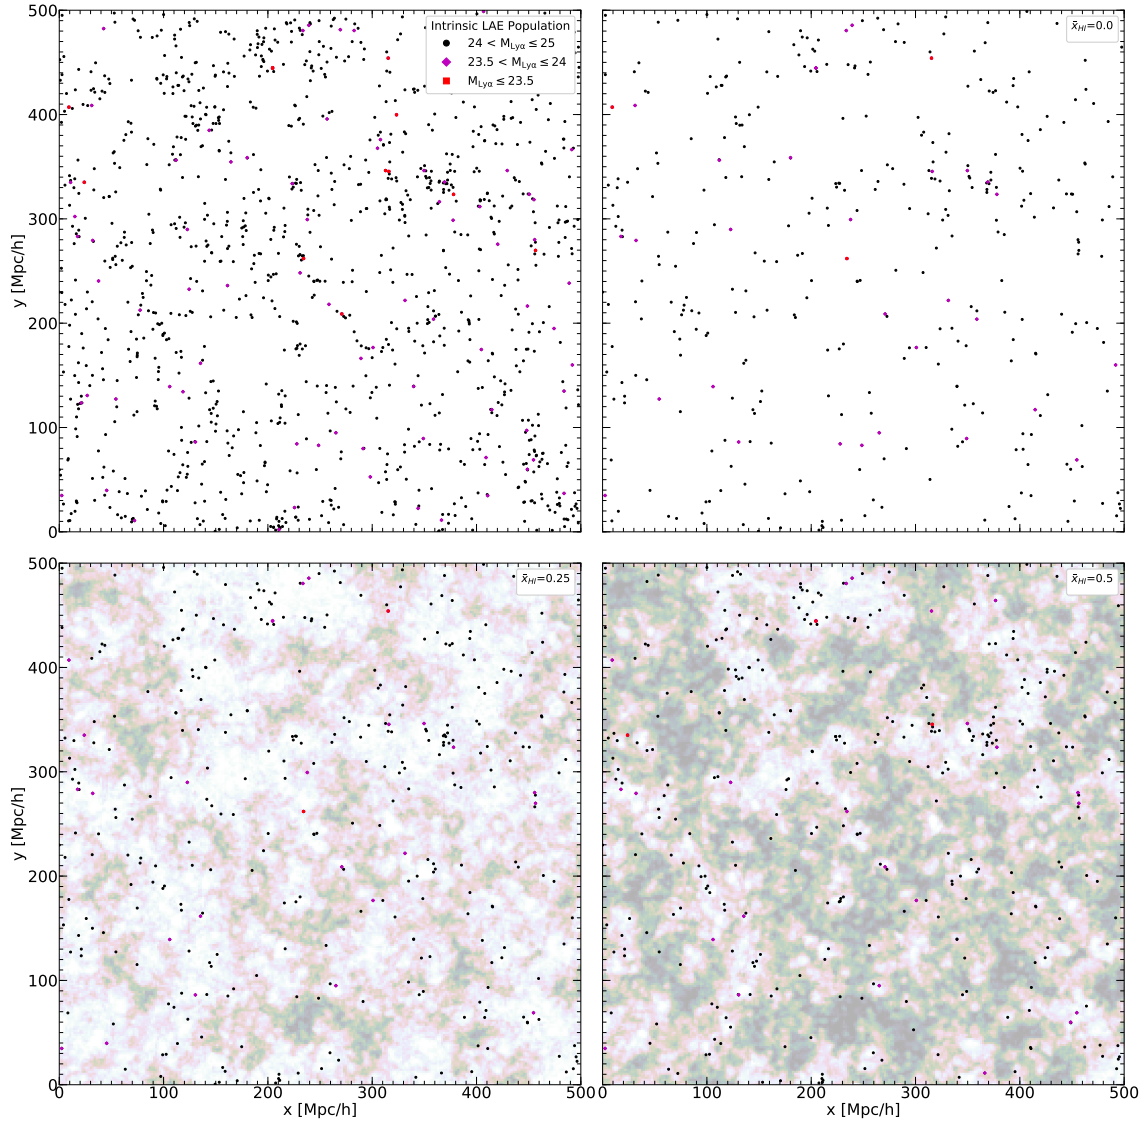 500
400
300
200
100
0
y [Mpc/h]
Intrinsic LAE Population
24 < M_Lyα ≤ 25
23.5 < M_Lyα ≤ 24
M_Lyα ≤ 23.5
x̄_HI=0.0
500
400
300
200
100
0
y [Mpc/h]
x̄_HI=0.25
x̄_HI=0.5
0 100 200 300 400 500
x [Mpc/h]
0 100 200 300 400 500
x [Mpc/h]